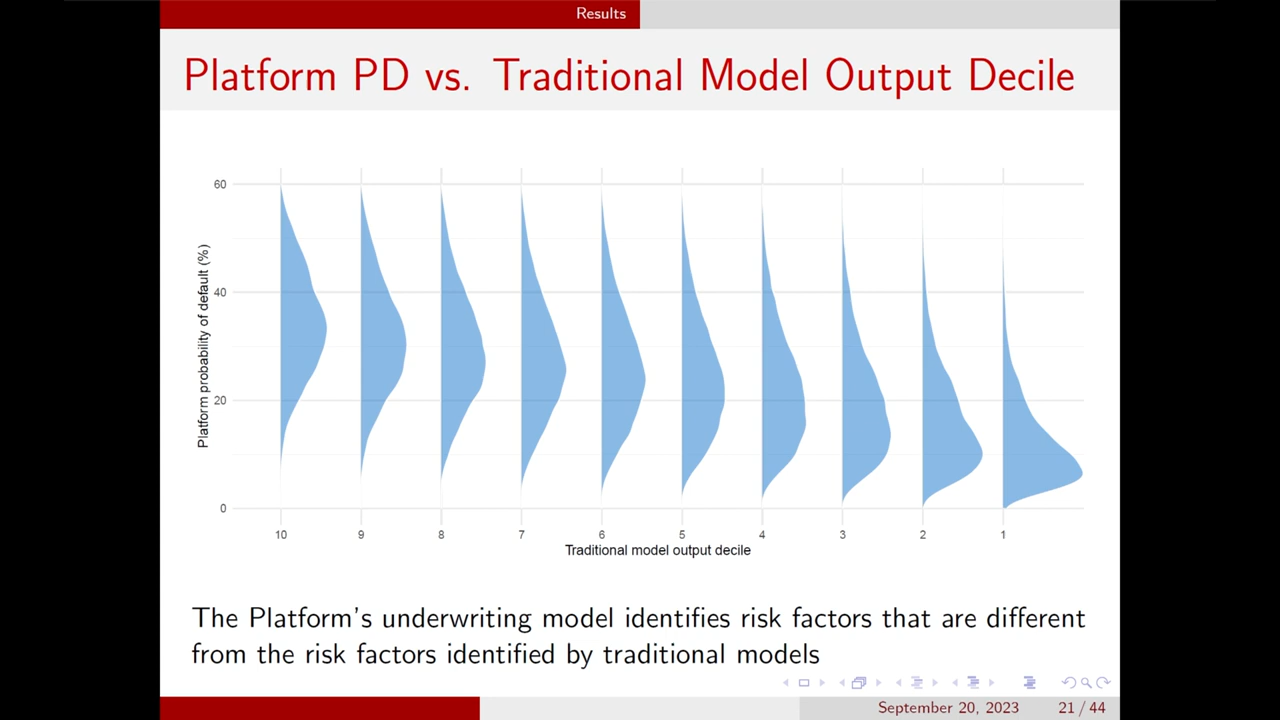 Results
Platform PD vs. Traditional Model Output Decile
60
40
20
0
Platform probability of default (%)
10 9 8 7 6 5 4 3 2 1
Traditional model output decile
The Platform's underwriting model identifies risk factors that are different
from the risk factors identified by traditional models
September 20, 2023 21 / 44